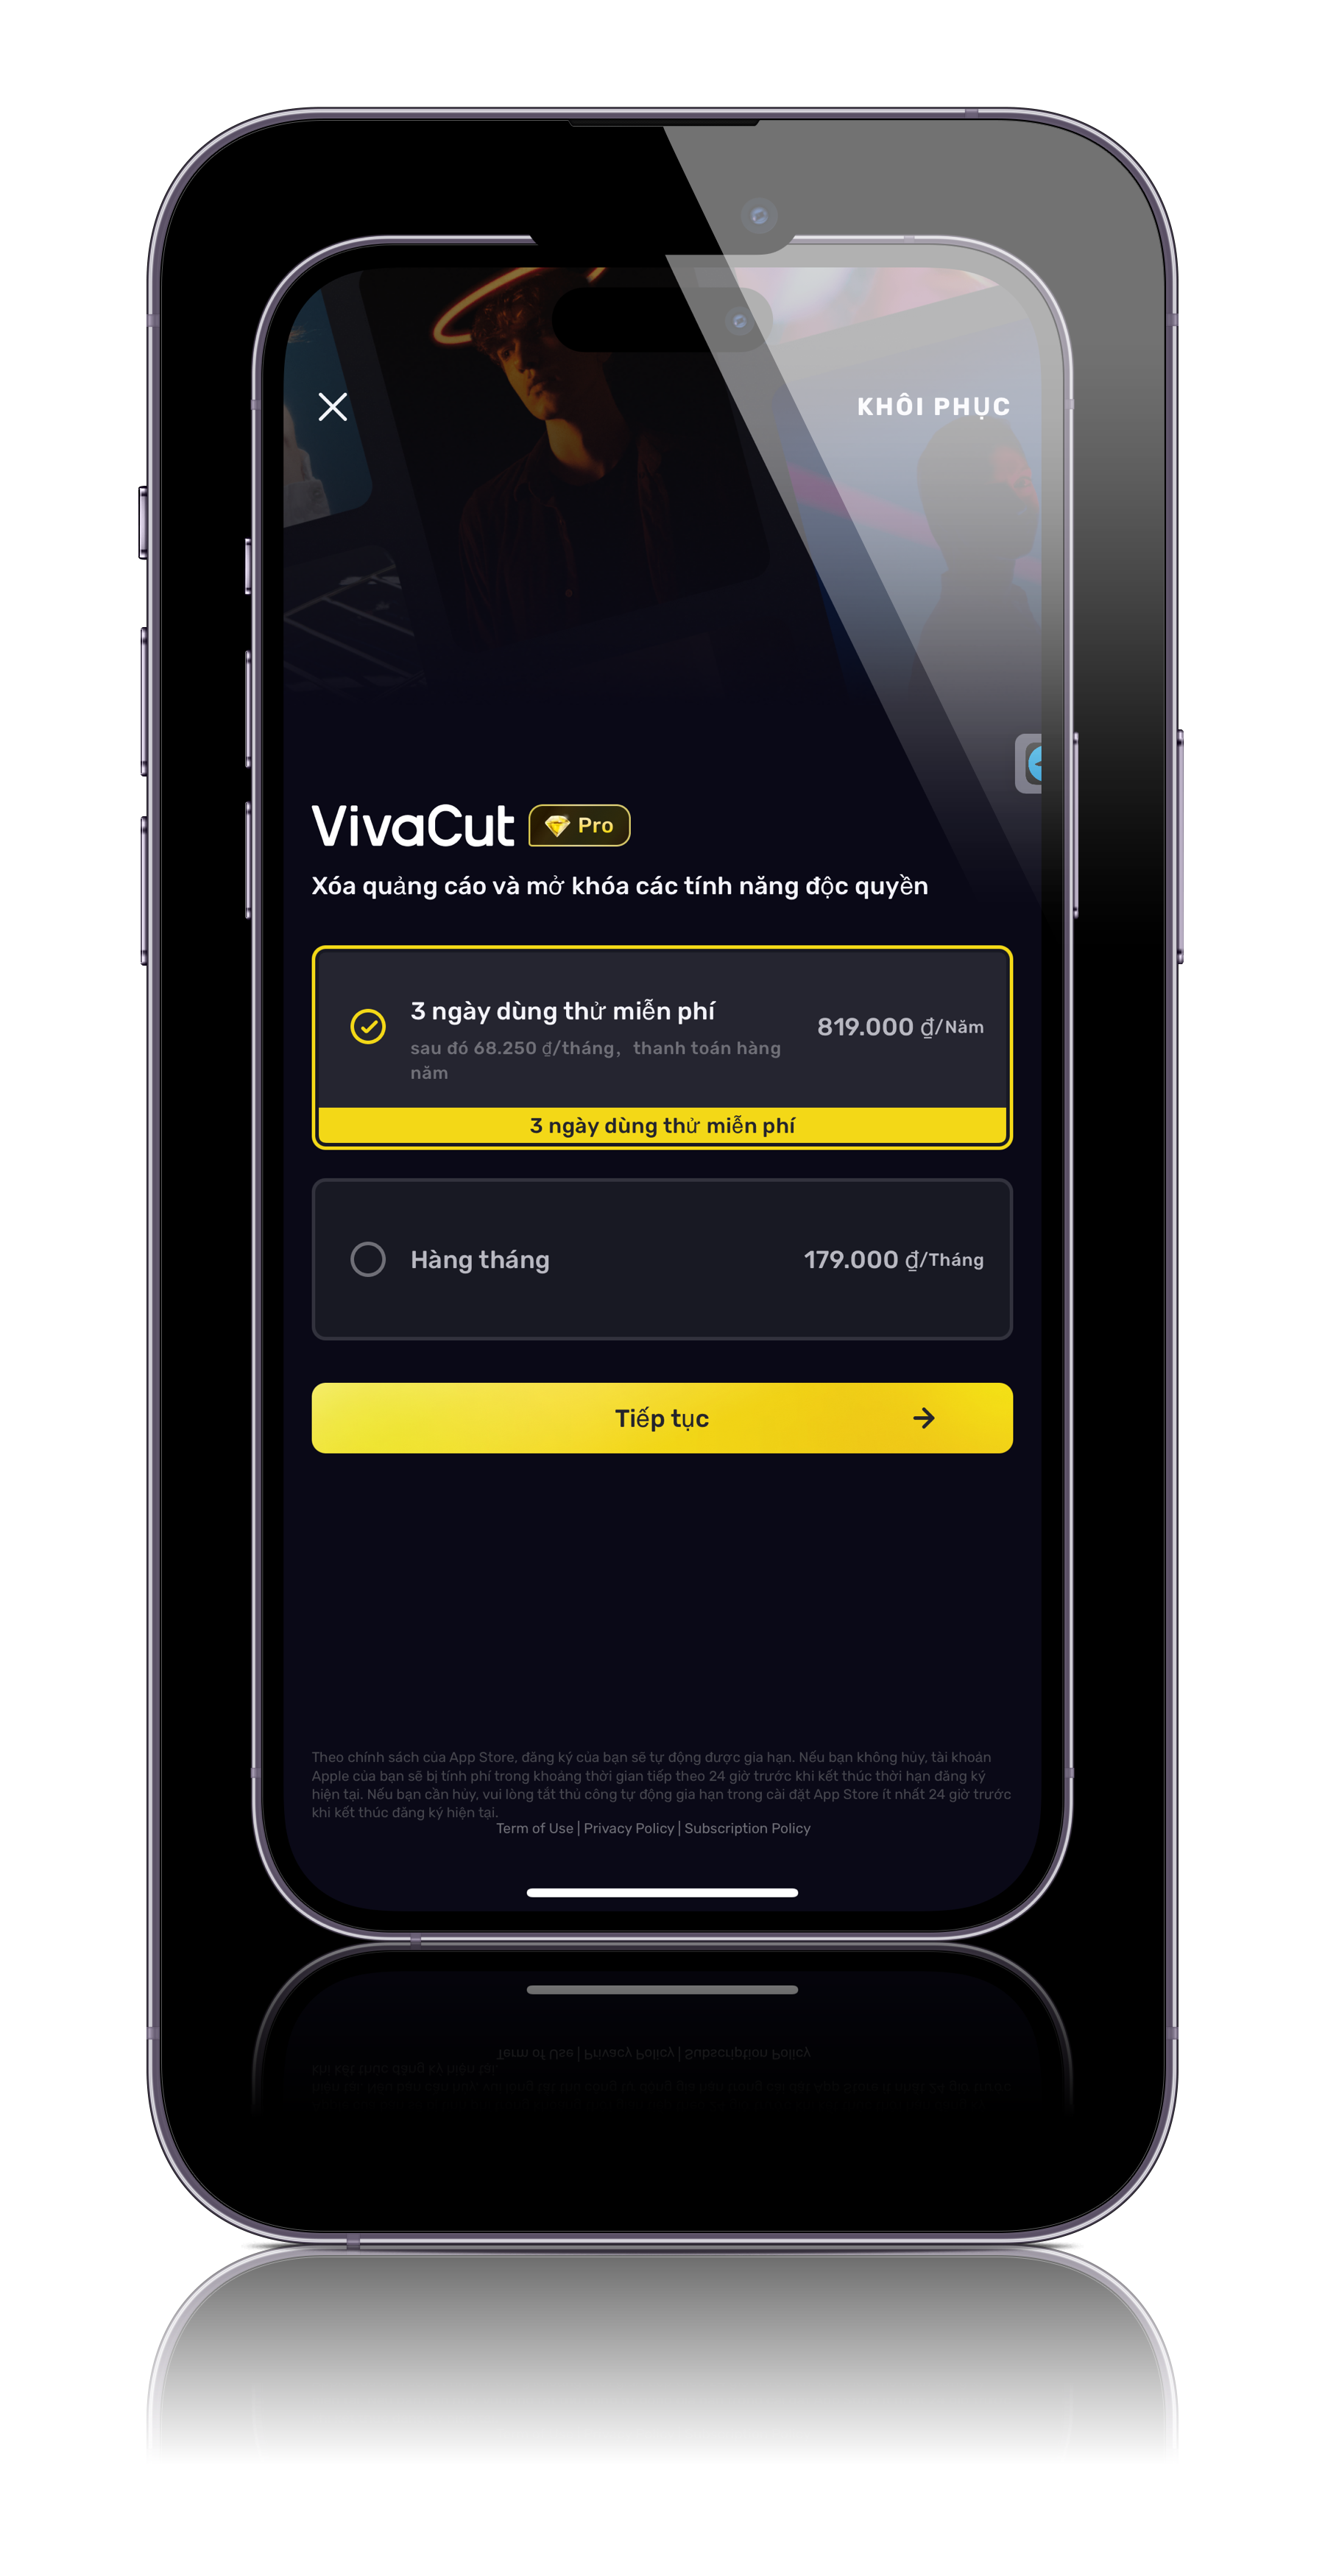 KHÔI PHỤC
VivaCut Pro
Xóa quảng cáo và mở khóa các tính năng độc quyền
3 ngày dùng thử miễn phí
819.000 ₫/Năm
sau đó 68.250 ₫/tháng, thanh toán hàng
năm
3 ngày dùng thử miễn phí
Hàng tháng
179.000 ₫/Tháng
Tiếp tục
Theo chính sách của App Store, đăng ký của bạn sẽ tự động được gia hạn. Nếu bạn không hủy, tài khoản
Apple của bạn sẽ bị tính phí trong khoảng thời gian tiếp theo 24 giờ trước khi kết thúc thời hạn đăng ký
hiện tại. Nếu bạn cần hủy, vui lòng tắt thủ công tự động gia hạn trong cài đặt App Store ít nhất 24 giờ trước
khi kết thúc đăng ký hiện tại.
Term of Use | Privacy Policy | Subscription Policy